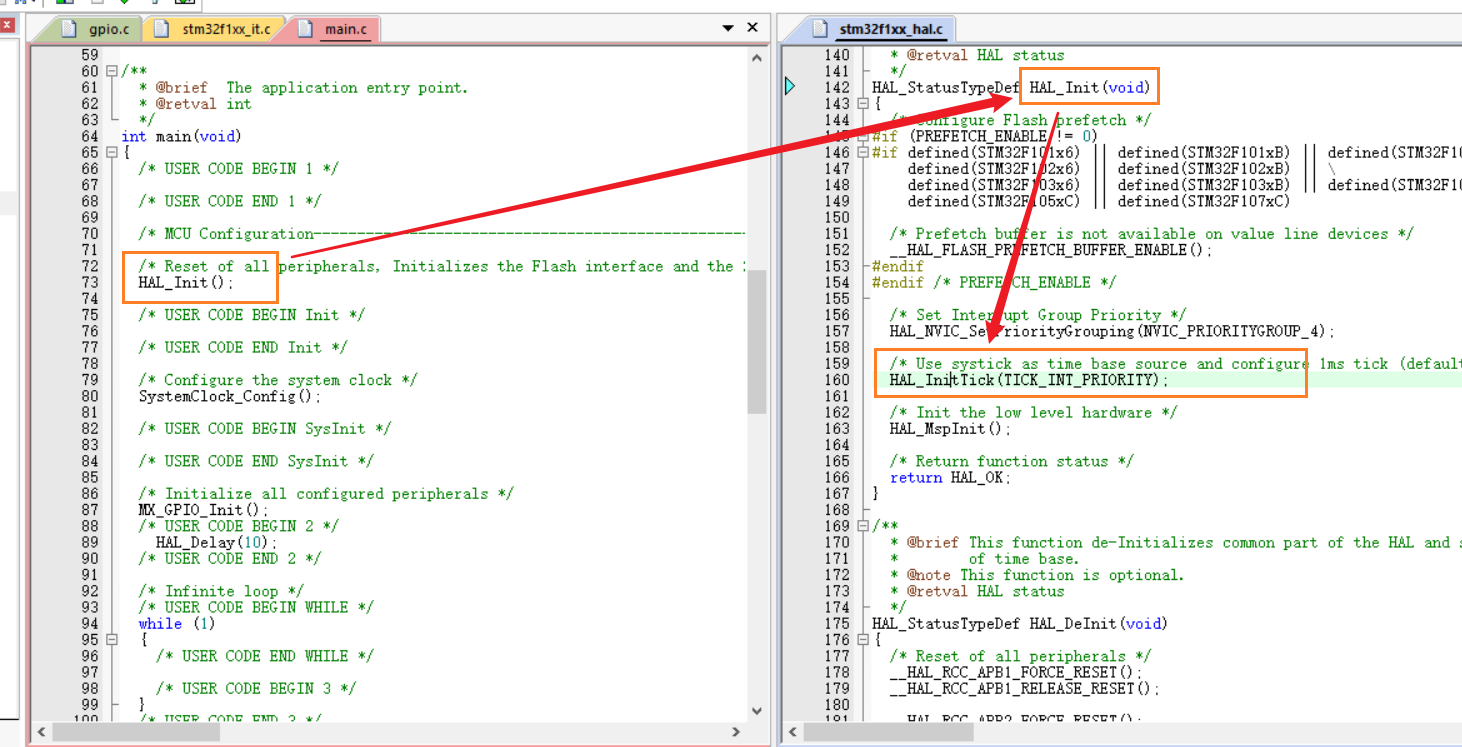 gpio.c
stm32f1xx_it.c
main.c
59
60 /**
61 * @brief The application entry point.
62 * @retval int
63 */
64 int main(void)
65 {
66 /* USER CODE BEGIN 1 */
67
68 /* USER CODE END 1 */
69
70 /* MCU Configuration--------------------------------------------------------
71
72 /* Reset of all peripherals, Initializes the Flash interface and the
73 HAL_Init();
74
75 /* USER CODE BEGIN Init */
76
77 /* USER CODE END Init */
78
79 /* Configure the system clock */
80 SystemClock_Config();
81
82 /* USER CODE BEGIN SysInit */
83
84 /* USER CODE END SysInit */
85
86 /* Initialize all configured peripherals */
87 MX_GPIO_Init();
88 /* USER CODE BEGIN 2 */
89 HAL_Delay(10);
90 /* USER CODE END 2 */
91
92 /* Infinite loop */
93 /* USER CODE BEGIN WHILE */
94 while (1)
95 {
96 /* USER CODE END WHILE */
97
98 /* USER CODE BEGIN 3 */
99 }
100 /* USER CODE END 3 */
stm32f1xx_hal.c
140 * @retval HAL status
141 */
142 HAL_StatusTypeDef HAL_Init(void)
143 {
144 /* Configure Flash prefetch */
145 #if (PREFETCH_ENABLE != 0)
146 #if defined(STM32F101x6) || defined(STM32F101xB) || defined(STM32F10
147 defined(STM32F102x6) || defined(STM32F102xB) || \
148 defined(STM32F103x6) || defined(STM32F103xB) || defined(STM32F10
149 defined(STM32F105xC) || defined(STM32F107xC)
150
151 /* Prefetch buffer is not available on value line devices */
152 __HAL_FLASH_PREFETCH_BUFFER_ENABLE();
153 #endif
154 #endif /* PREFETCH_ENABLE */
155
156 /* Set Interrupt Group Priority */
157 HAL_NVIC_SetPriorityGrouping(NVIC_PRIORITYGROUP_4);
158
159 /* Use systick as time base source and configure 1ms tick (default
160 HAL_InitTick(TICK_INT_PRIORITY);
161
162 /* Init the low level hardware */
163 HAL_MspInit();
164
165 /* Return function status */
166 return HAL_OK;
167 }
168
169 /**
170 * @brief This function de-Initializes common part of the HAL and s
171 * of time base.
172 * @note This function is optional.
173 * @retval HAL status
174 */
175 HAL_StatusTypeDef HAL_DeInit(void)
176 {
177 /* Reset of all peripherals */
178 __HAL_RCC_APB1_FORCE_RESET();
179 __HAL_RCC_APB1_RELEASE_RESET();
180
181 __HAL_RCC_APB2_FORCE_RESET();